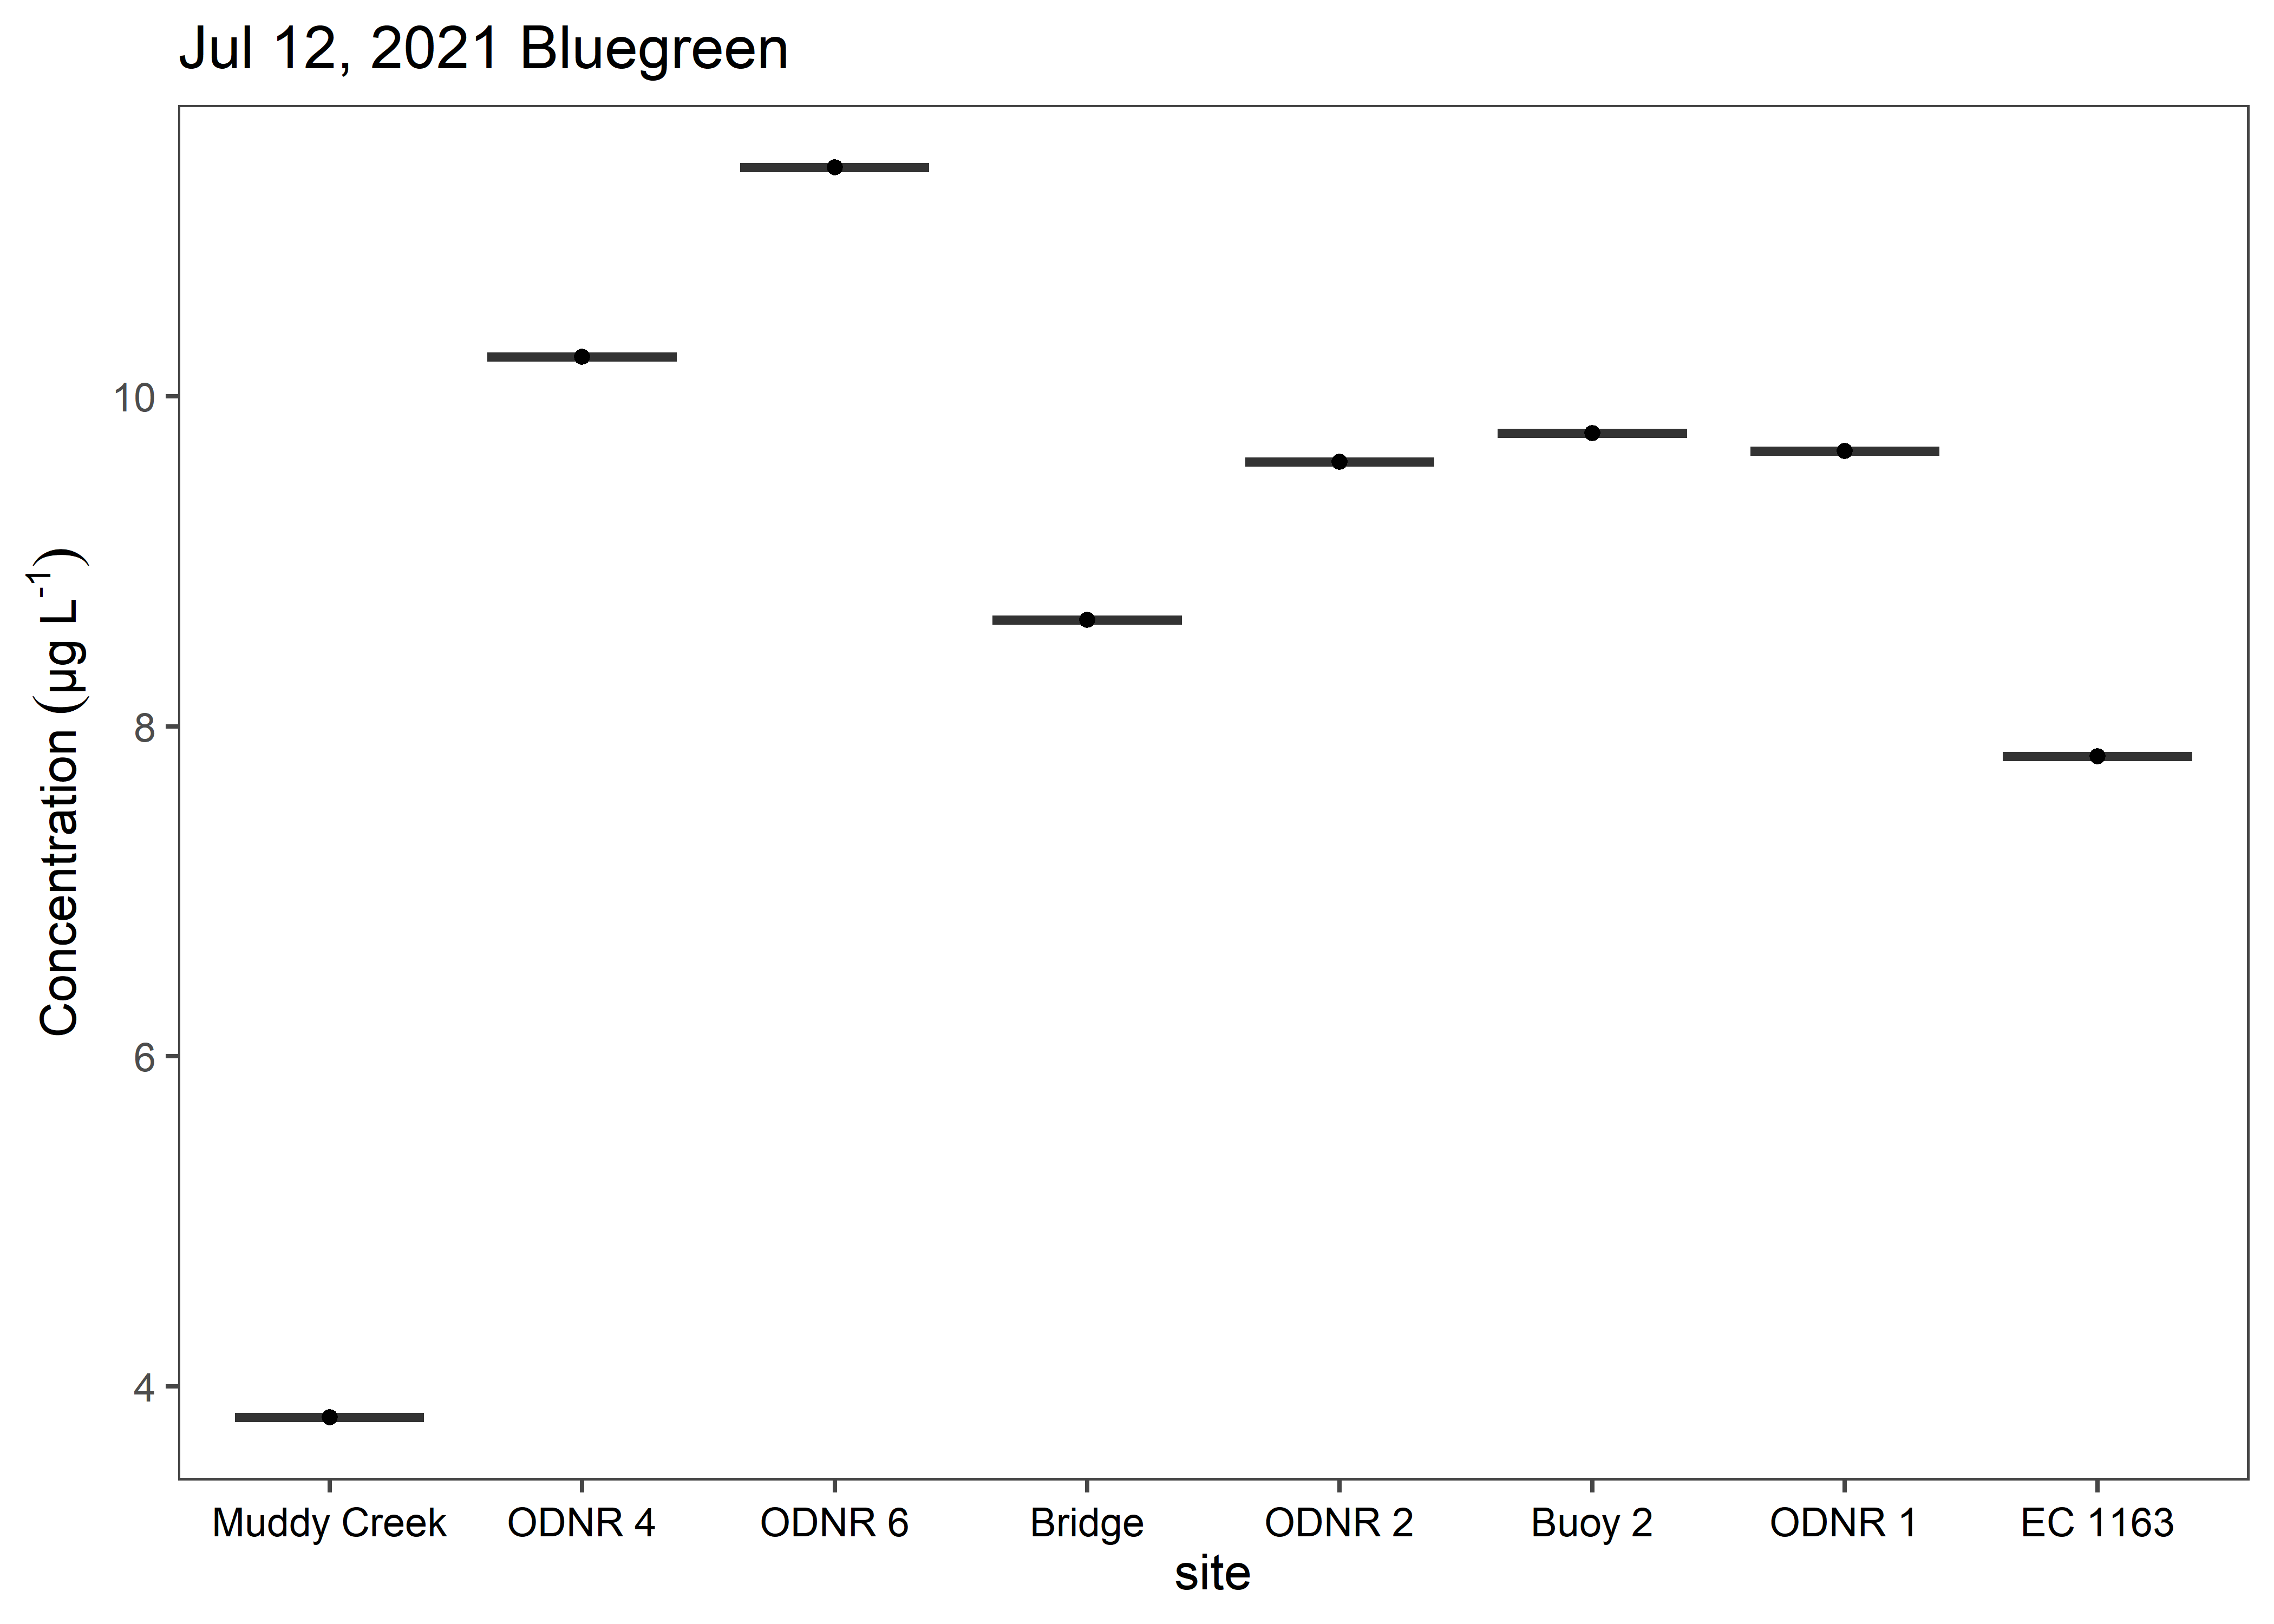 Jul 12, 2021 Bluegreen
Concentration (µg L⁻¹)
10
8
6
4
Muddy Creek ODNR 4 ODNR 6 Bridge ODNR 2 Buoy 2 ODNR 1 EC 1163
site